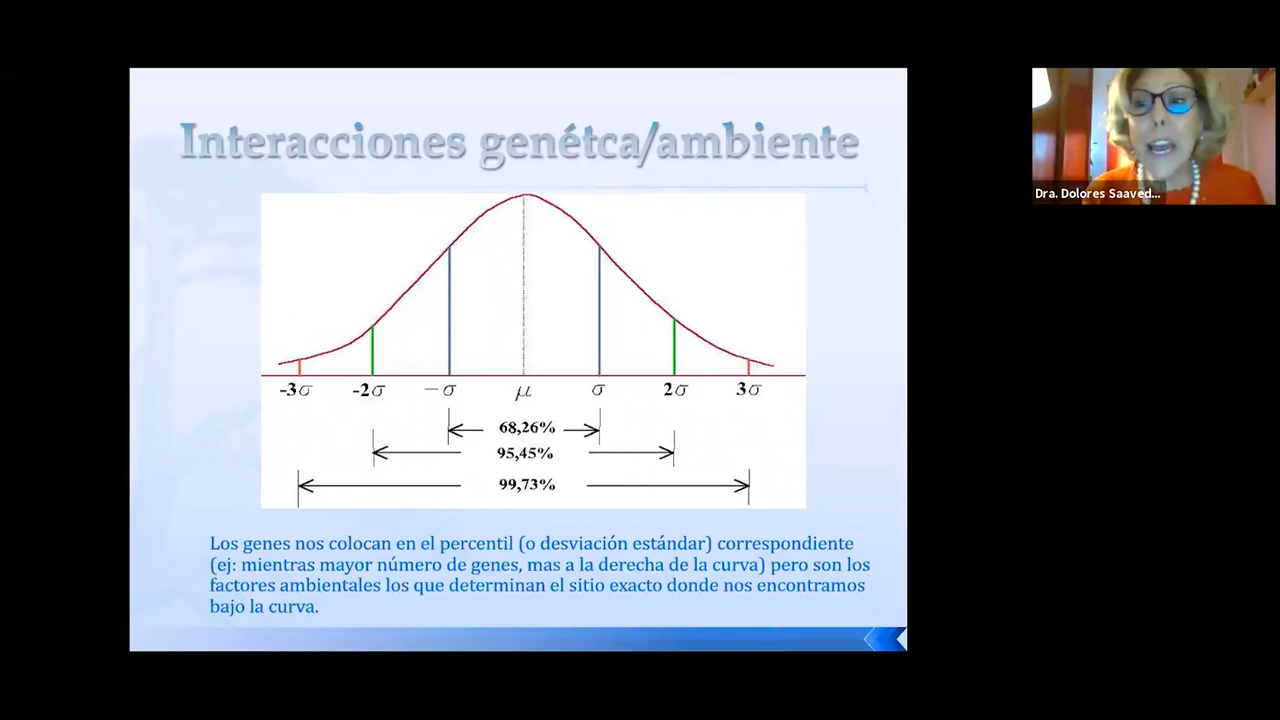 Interacciones genétca/ambiente
-3σ -2σ −σ μ σ 2σ 3σ
68,26%
95,45%
99,73%
Los genes nos colocan en el percentil (o desviación estándar) correspondiente
(ej: mientras mayor número de genes, mas a la derecha de la curva) pero son los
factores ambientales los que determinan el sitio exacto donde nos encontramos
bajo la curva.
Dra. Dolores Saaved...